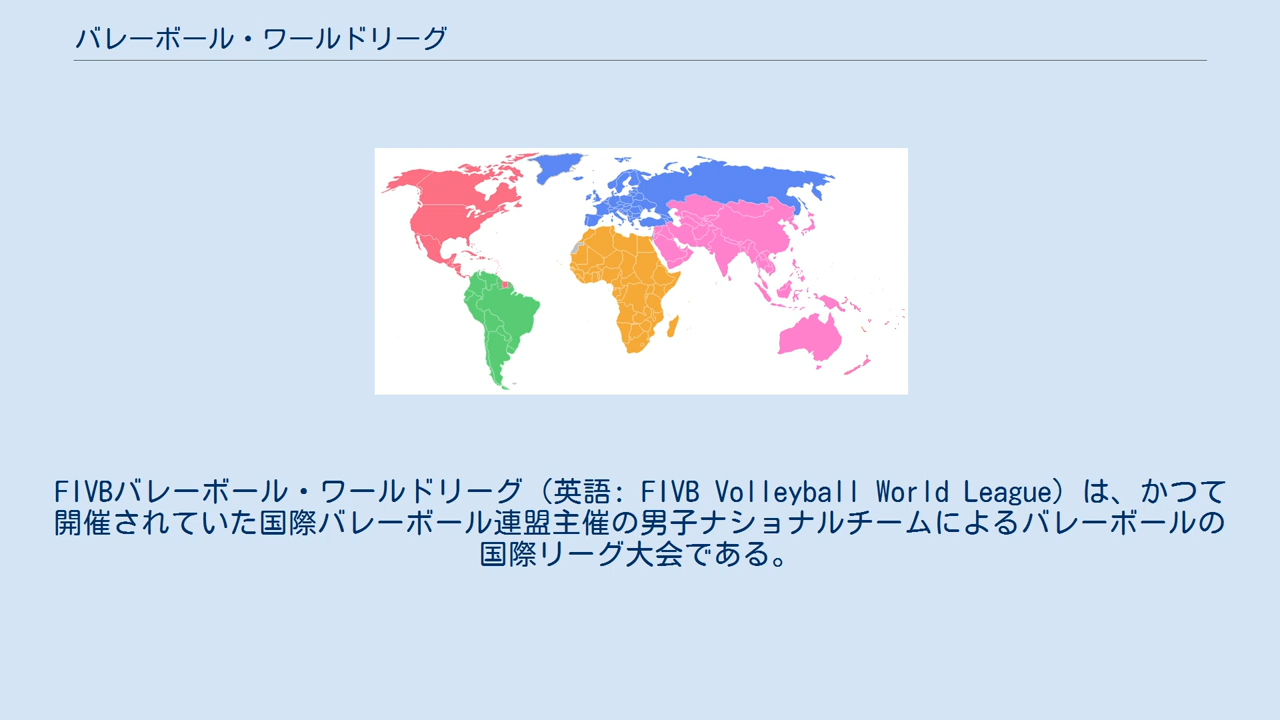 バレーボール・ワールドリーグ
FIVBバレーボール・ワールドリーグ（英語: FIVB Volleyball World League）は、かつて
開催されていた国際バレーボール連盟主催の男子ナショナルチームによるバレーボールの
国際リーグ大会である。